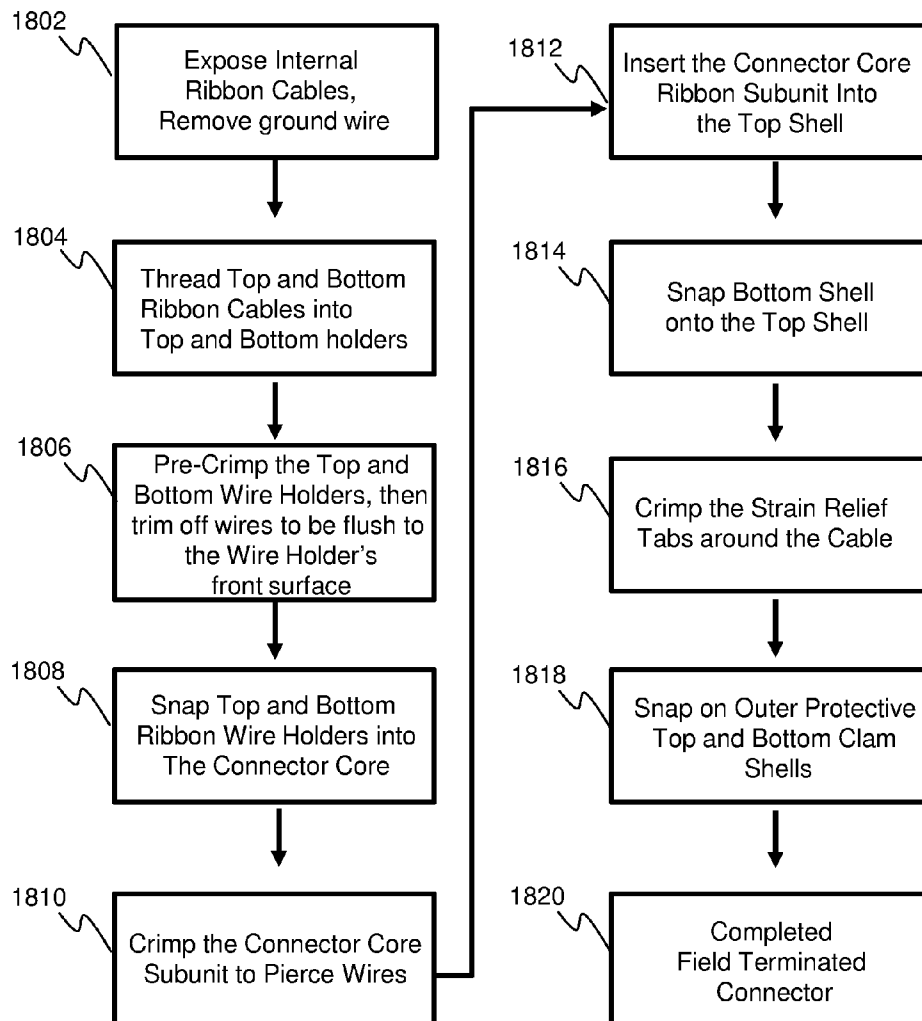 1802
Expose Internal
Ribbon Cables,
Remove ground wire
1804
Thread Top and Bottom
Ribbon Cables into
Top and Bottom holders
1806
Pre-Crimp the Top and
Bottom Wire Holders, then
trim off wires to be flush to
the Wire Holder's
front surface
1808
Snap Top and Bottom
Ribbon Wire Holders into
The Connector Core
1810
Crimp the Connector Core
Subunit to Pierce Wires
1812
Insert the Connector Core
Ribbon Subunit Into
the Top Shell
1814
Snap Bottom Shell
onto the Top Shell
1816
Crimp the Strain Relief
Tabs around the Cable
1818
Snap on Outer Protective
Top and Bottom Clam
Shells
1820
Completed
Field Terminated
Connector